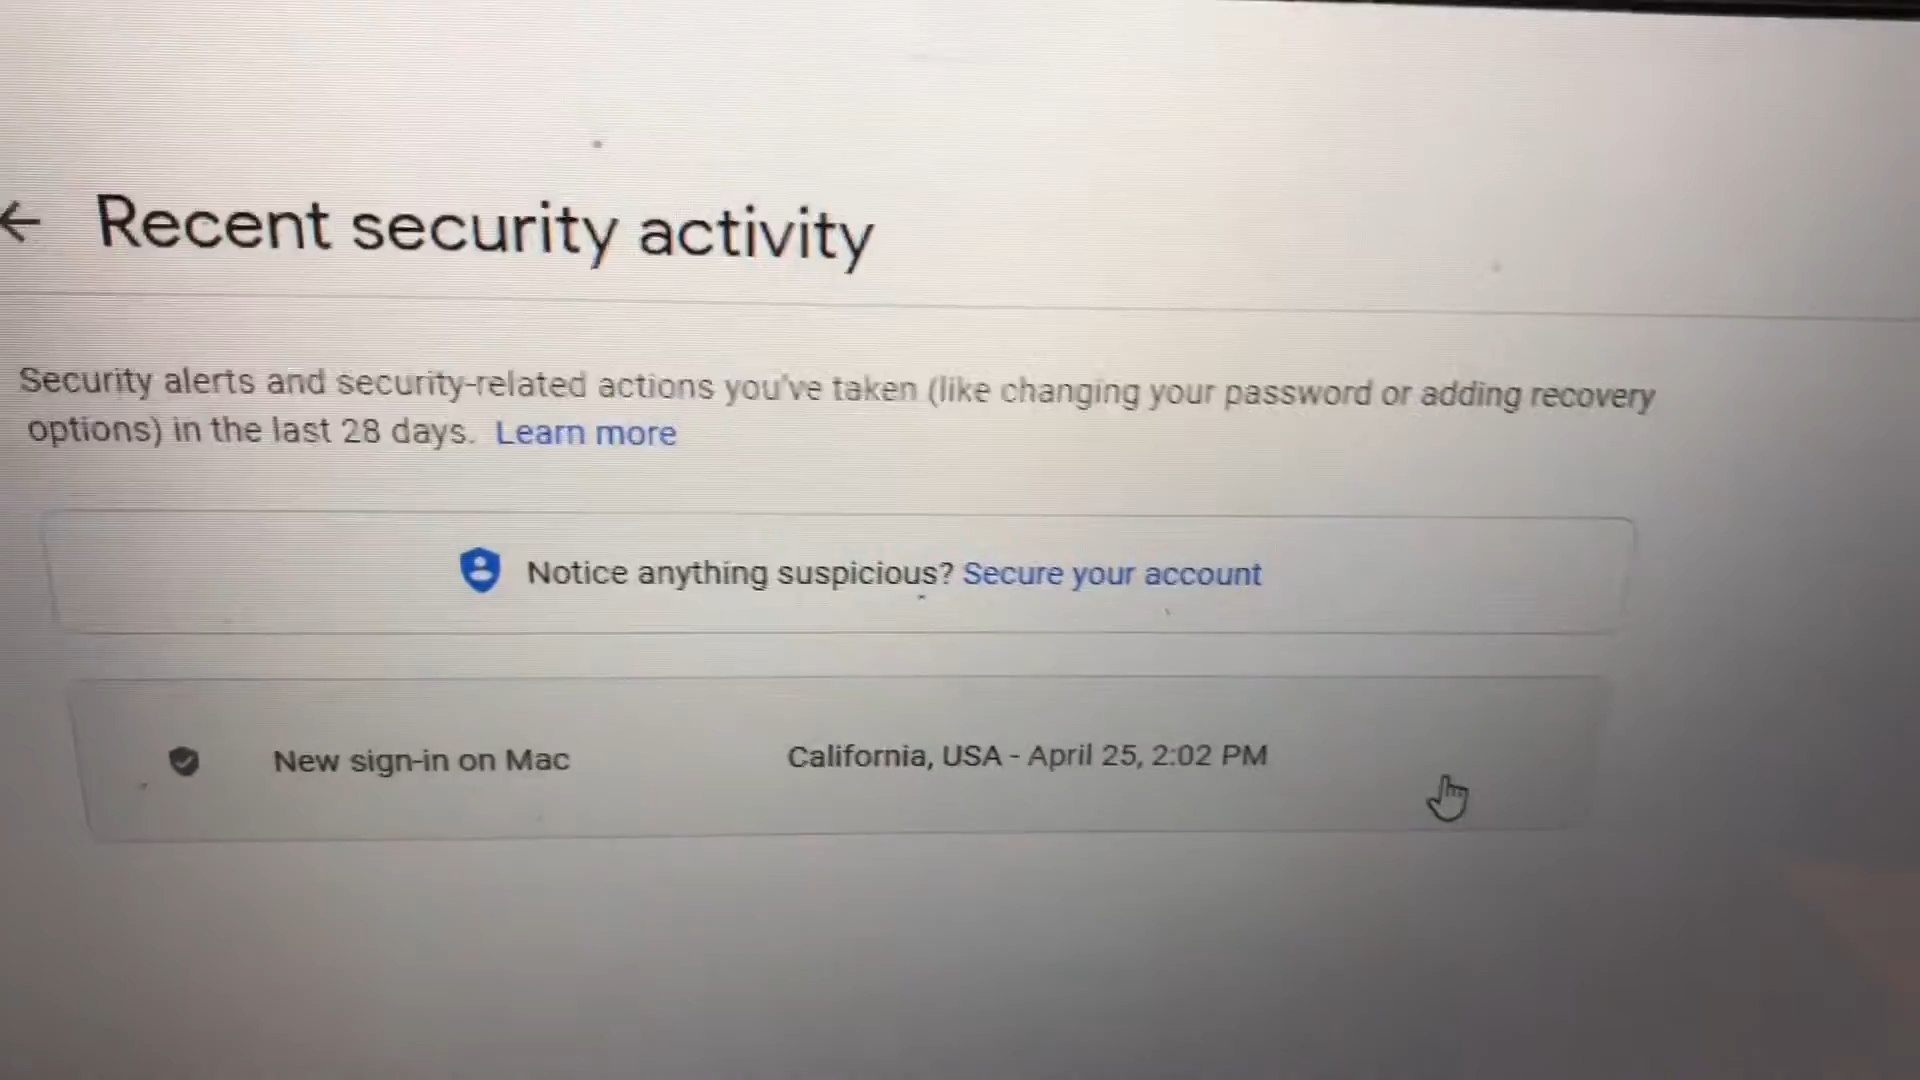 Recent security activity
Security alerts and security-related actions you've taken (like changing your password or adding recovery
options) in the last 28 days. Learn more
Notice anything suspicious? Secure your account
New sign-in on Mac California, USA - April 25, 2:02 PM